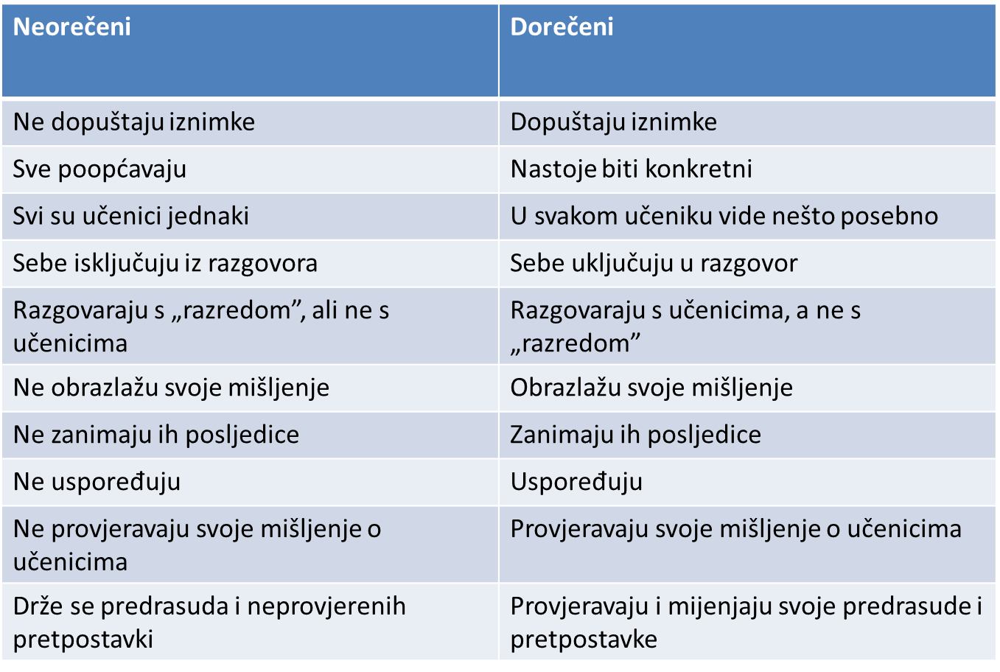 Neorečeni
Dorečeni
Ne dopuštaju iznimke
Dopuštaju iznimke
Sve poopćavaju
Nastoje biti konkretni
Svi su učenici jednaki
U svakom učeniku vide nešto posebno
Sebe isključuju iz razgovora
Sebe uključuju u razgovor
Razgovaraju s „razredom”, ali ne s
učenicima
Razgovaraju s učenicima, a ne s
„razredom”
Ne obrazlažu svoje mišljenje
Obrazlažu svoje mišljenje
Ne zanimaju ih posljedice
Zanimaju ih posljedice
Ne uspoređuju
Uspoređuju
Ne provjeravaju svoje mišljenje o
učenicima
Provjeravaju svoje mišljenje o učenicima
Drže se predrasuda i neprovjerenih
pretpostavki
Provjeravaju i mijenjaju svoje predrasude i
pretpostavke